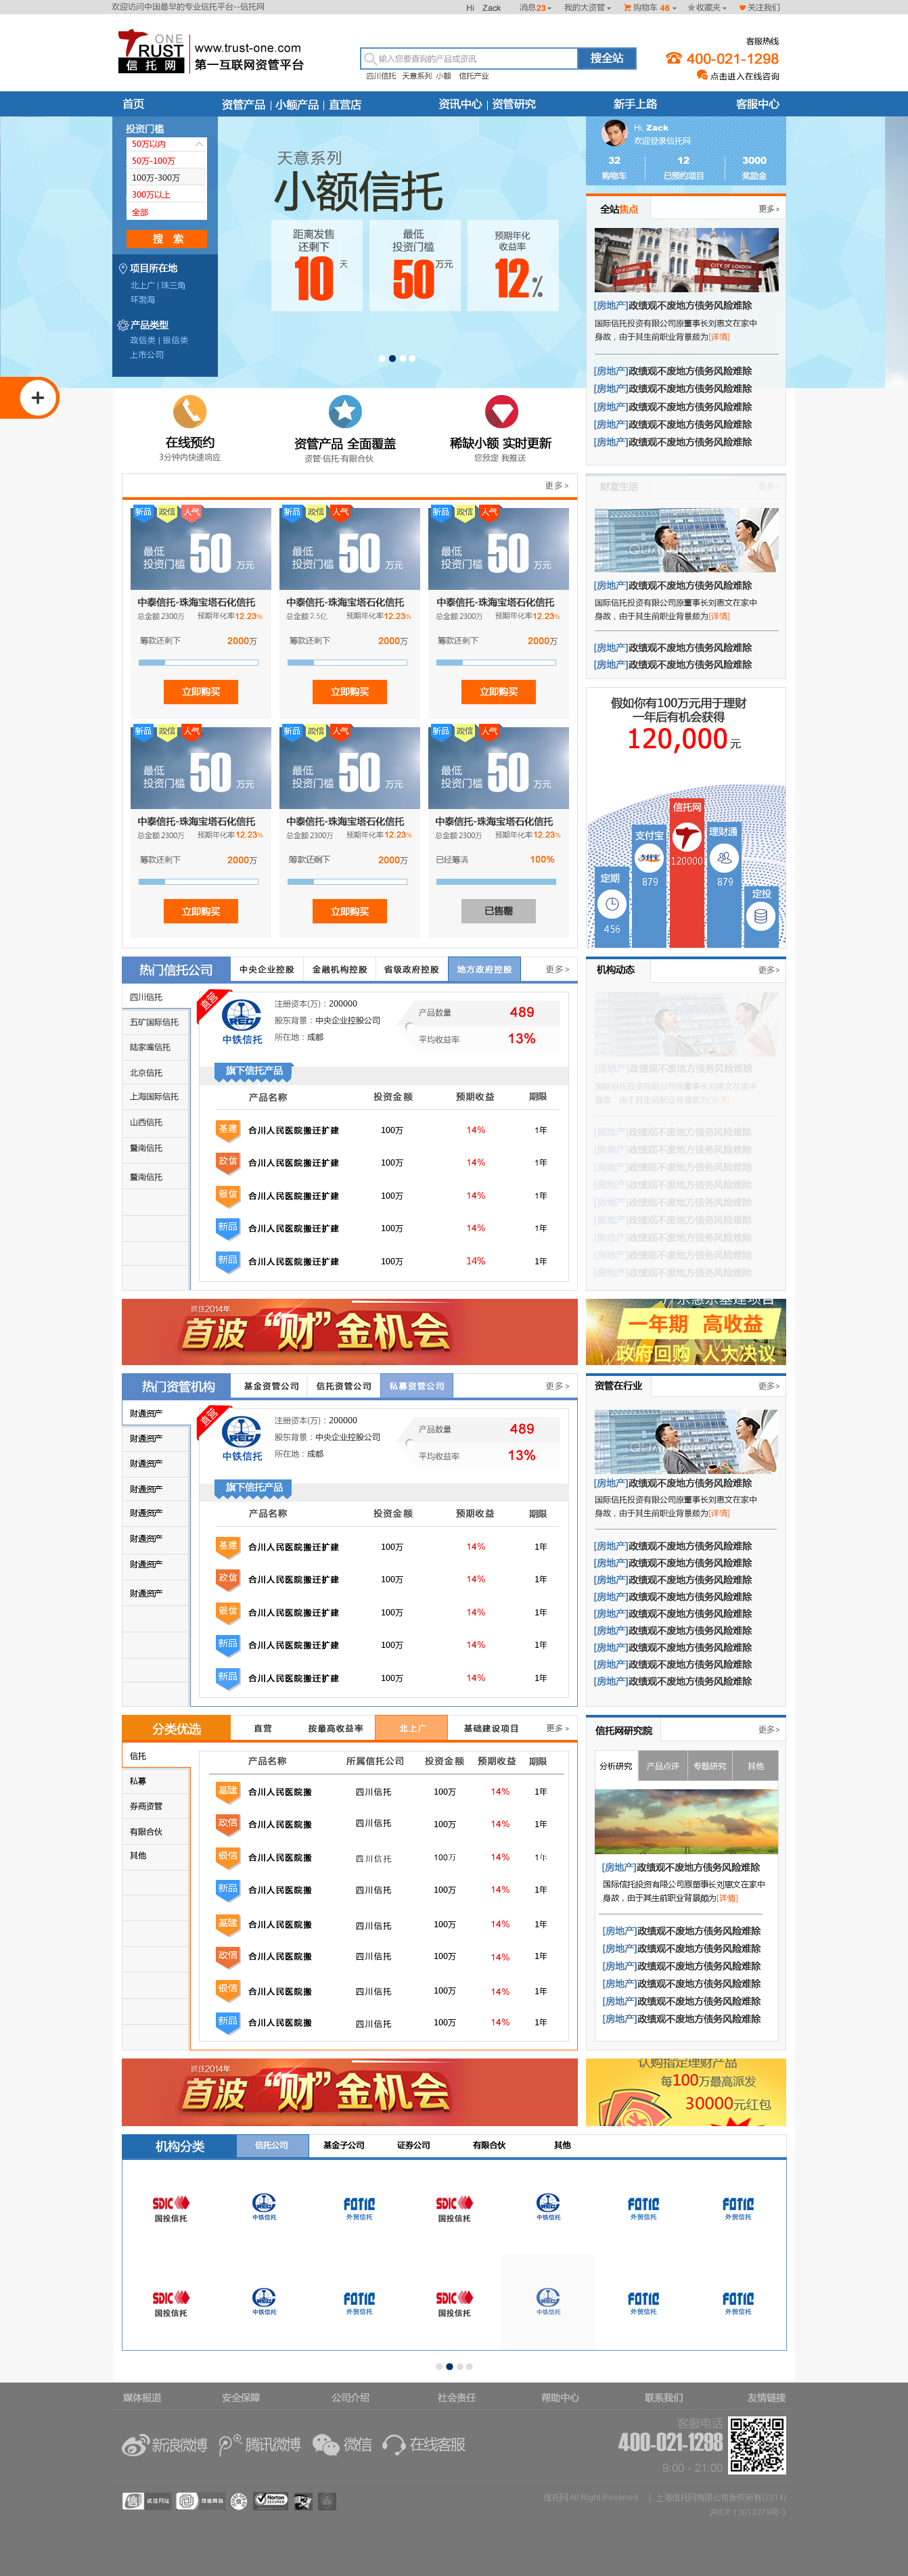 欢迎访问中国最早的专业信托平台--信托网
Hi Zack 消息23 我的大资管 购物车 46 收藏夹 关注我们
TRUST ONE
信托网
www.trust-one.com
第一互联网资管平台
输入您要查询的产品或资讯 搜全站
四川信托 天意系列 小额 信托产业
客服热线
400-021-1298
点击进入在线咨询
首页 资管产品 | 小额产品 | 直营店 资讯中心 | 资管研究 新手上路 客服中心
投资门槛
50万以内
50万-100万
100万-300万
300万以上
全部
搜 索
项目所在地
北上广 | 珠三角
环渤海
产品类型
政信类 | 银信类
上市公司
天意系列
小额信托
距离发售
还剩下
10 天
最低
投资门槛
50 万元
预期年化
收益率
12%
Hi, Zack
欢迎登录信托网
32 12 3000
购物车 已预约项目 奖励金
全站焦点 更多>
CITY OF LONDON
[房地产]政绩观不废地方债务风险难除
国际信托投资有限公司原董事长刘惠文在家中
身故，由于其生前职业背景颇为[详情]
[房地产]政绩观不废地方债务风险难除
[房地产]政绩观不废地方债务风险难除
[房地产]政绩观不废地方债务风险难除
[房地产]政绩观不废地方债务风险难除
[房地产]政绩观不废地方债务风险难除
在线预约
3分钟内快速响应
资管产品 全面覆盖
资管·信托·有限合伙
稀缺小额 实时更新
您预定 我推送
更多>
新品 政信 人气 新品 政信 人气 新品 政信 人气
最低 投资门槛 50 万元 最低 投资门槛 50 万元 最低 投资门槛 50 万元
中泰信托-珠海宝塔石化信托 中泰信托-珠海宝塔石化信托 中泰信托-珠海宝塔石化信托
总金额 2300万 预期年化率12.23% 总金额 2.5亿 预期年化率12.23% 总金额 2300万 预期年化率12.23%
筹款还剩下 2000万 筹款还剩下 2000万 筹款还剩下 2000万
立即购买 立即购买 立即购买
新品 政信 人气 新品 政信 人气 新品 政信 人气
最低 投资门槛 50 万元 最低 投资门槛 50 万元 最低 投资门槛 50 万元
中泰信托-珠海宝塔石化信托 中泰信托-珠海宝塔石化信托 中泰信托-珠海宝塔石化信托
总金额 2300万 预期年化率12.23% 总金额 2300万 预期年化率12.23% 总金额 2300万 预期年化率12.23%
筹款还剩下 2000万 筹款还剩下 2000万 已经筹满 100%
立即购买 立即购买 已售罄
财富生活 更多>
[房地产]政绩观不废地方债务风险难除
国际信托投资有限公司原董事长刘惠文在家中
身故，由于其生前职业背景颇为[详情]
[房地产]政绩观不废地方债务风险难除
[房地产]政绩观不废地方债务风险难除
假如你有100万元用于理财
一年后有机会获得
120,000 元
定期 456
支付宝 879
信托网 120000
理财通 879
定投
热门信托公司 中央企业控股 金融机构控股 省级政府控股 地方政府控股 更多>
四川信托
五矿国际信托
陆家嘴信托
北京信托
上海国际信托
山西信托
暨南信托
暨南信托
直营
中铁信托
注册资本(万)：200000
股东背景：中央企业控股公司
所在地：成都
产品数量 489
平均收益率 13%
旗下信托产品
产品名称 投资金额 预期收益 期限
基建 合川人民医院搬迁扩建 100万 14% 1年
政信 合川人民医院搬迁扩建 100万 14% 1年
银信 合川人民医院搬迁扩建 100万 14% 1年
新品 合川人民医院搬迁扩建 100万 14% 1年
新品 合川人民医院搬迁扩建 100万 14% 1年
机构动态 更多>
[房地产]政绩观不废地方债务风险难除
国际信托投资有限公司原董事长刘惠文在家中
身故，由于其生前职业背景颇为[详情]
[房地产]政绩观不废地方债务风险难除
[房地产]政绩观不废地方债务风险难除
[房地产]政绩观不废地方债务风险难除
[房地产]政绩观不废地方债务风险难除
[房地产]政绩观不废地方债务风险难除
[房地产]政绩观不废地方债务风险难除
[房地产]政绩观不废地方债务风险难除
[房地产]政绩观不废地方债务风险难除
[房地产]政绩观不废地方债务风险难除
抓住2014年
首波“财”金机会
一年期 高收益
政府回购 人大决议
热门资管机构 基金资管公司 信托资管公司 私募资管公司 更多>
财通资产
财通资产
财通资产
财通资产
财通资产
财通资产
财通资产
财通资产
直营
中铁信托
注册资本(万)：200000
股东背景：中央企业控股公司
所在地：成都
产品数量 489
平均收益率 13%
旗下信托产品
产品名称 投资金额 预期收益 期限
基建 合川人民医院搬迁扩建 100万 14% 1年
政信 合川人民医院搬迁扩建 100万 14% 1年
银信 合川人民医院搬迁扩建 100万 14% 1年
新品 合川人民医院搬迁扩建 100万 14% 1年
新品 合川人民医院搬迁扩建 100万 14% 1年
资管在行业 更多>
[房地产]政绩观不废地方债务风险难除
国际信托投资有限公司原董事长刘惠文在家中
身故，由于其生前职业背景颇为[详情]
[房地产]政绩观不废地方债务风险难除
[房地产]政绩观不废地方债务风险难除
[房地产]政绩观不废地方债务风险难除
[房地产]政绩观不废地方债务风险难除
[房地产]政绩观不废地方债务风险难除
[房地产]政绩观不废地方债务风险难除
[房地产]政绩观不废地方债务风险难除
[房地产]政绩观不废地方债务风险难除
[房地产]政绩观不废地方债务风险难除
分类优选 直营 按最高收益率 北上广 基础建设项目 更多>
信托
私募
券商资管
有限合伙
其他
产品名称 所属信托公司 投资金额 预期收益 期限
基建 合川人民医院搬 四川信托 100万 14% 1年
政信 合川人民医院搬 四川信托 100万 14% 1年
银信 合川人民医院搬 四川信托 100万 14% 1年
新品 合川人民医院搬 四川信托 100万 14% 1年
基建 合川人民医院搬 四川信托 100万 14% 1年
政信 合川人民医院搬 四川信托 100万 14% 1年
银信 合川人民医院搬 四川信托 100万 14% 1年
新品 合川人民医院搬 四川信托 100万 14% 1年
信托网研究院 更多>
分析研究 产品点评 专题研究 其他
[房地产]政绩观不废地方债务风险难除
国际信托投资有限公司原董事长刘惠文在家中
身故，由于其生前职业背景颇为[详情]
[房地产]政绩观不废地方债务风险难除
[房地产]政绩观不废地方债务风险难除
[房地产]政绩观不废地方债务风险难除
[房地产]政绩观不废地方债务风险难除
[房地产]政绩观不废地方债务风险难除
[房地产]政绩观不废地方债务风险难除
抓住2014年
首波“财”金机会
认购指定理财产品
每100万最高派发
30000元红包
机构分类 信托公司 基金子公司 证券公司 有限合伙 其他
SDIC 国投信托 中铁信托 FOTIC 外贸信托 SDIC 国投信托 中铁信托 FOTIC 外贸信托 FOTIC 外贸信托
SDIC 国投信托 中铁信托 FOTIC 外贸信托 SDIC 国投信托 中铁信托 FOTIC 外贸信托 FOTIC 外贸信托
媒体报道 安全保障 公司介绍 社会责任 帮助中心 联系我们 友情链接
新浪微博 腾讯微博 微信 在线客服
客服电话
400-021-1298
9:00 - 21:00
诚信网站 Norton
信托网 All Right Reserved | 上海信托网有限公司版权所有(2014)
沪ICP 13013379号-3